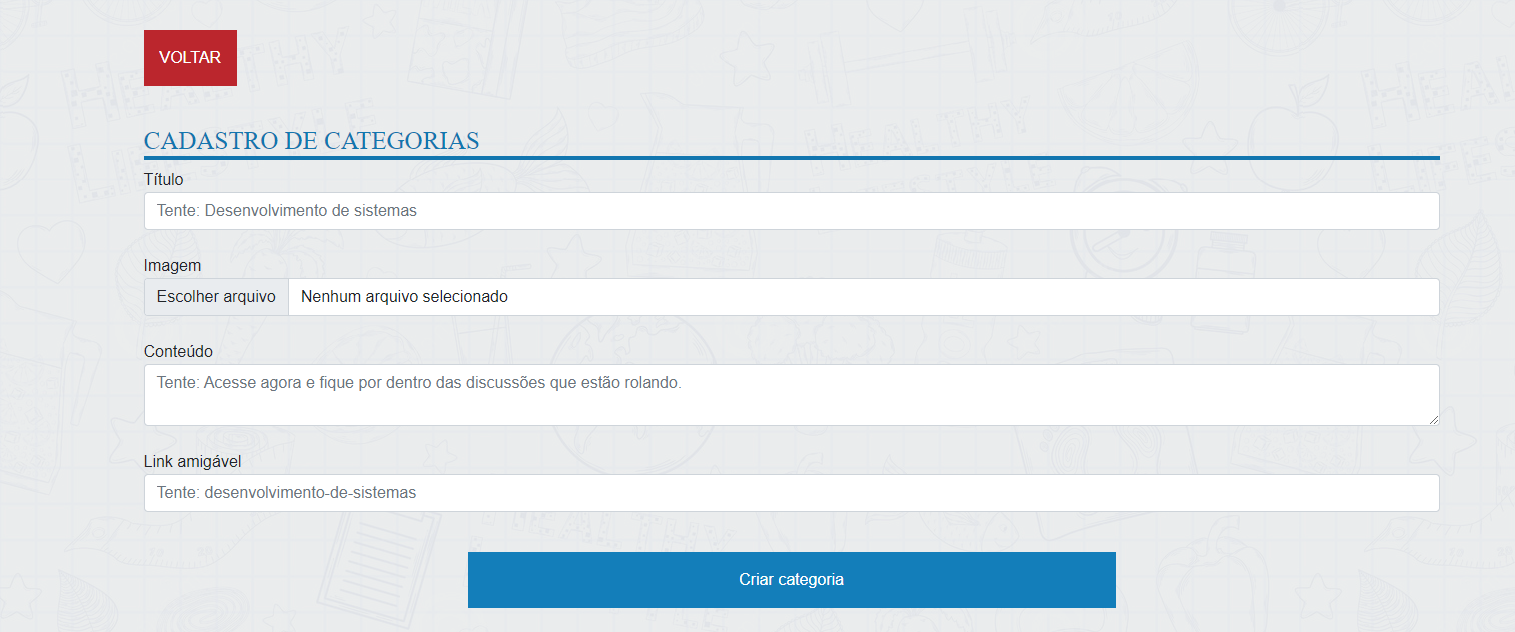 VOLTAR
CADASTRO DE CATEGORIAS
Título
Tente: Desenvolvimento de sistemas
Imagem
Escolher arquivo Nenhum arquivo selecionado
Conteúdo
Tente: Acesse agora e fique por dentro das discussões que estão rolando.
Link amigável
Tente: desenvolvimento-de-sistemas
Criar categoria